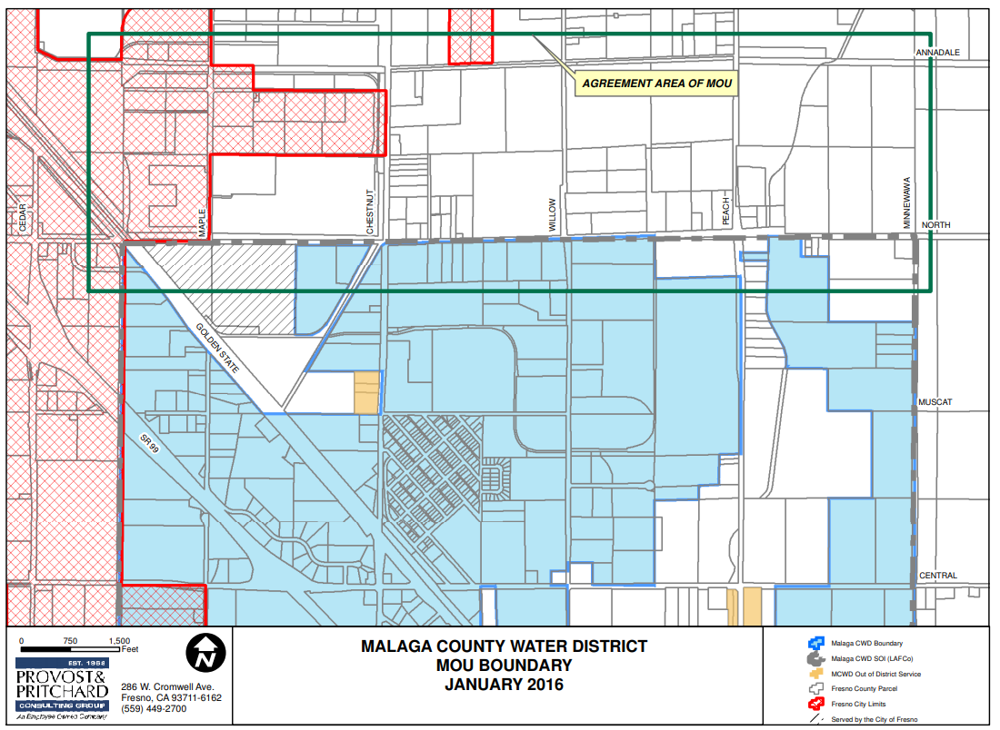 ANNADALE
AGREEMENT AREA OF MOU
CEDAR
MAPLE
CHESTNUT
WILLOW
PEACH
MINNEWAWA
NORTH
GOLDEN STATE
MUSCAT
SR 99
CENTRAL
0 750 1,500
Feet
EST. 1968
PROVOST&
PRITCHARD
CONSULTING GROUP
An Employee Owned Company
286 W. Cromwell Ave.
Fresno, CA 93711-6162
(559) 449-2700
N
MALAGA COUNTY WATER DISTRICT
MOU BOUNDARY
JANUARY 2016
Malaga CWD Boundary
Malaga CWD SOI (LAFCo)
MCWD Out of District Service
Fresno County Parcel
Fresno City Limits
Served by the City of Fresno